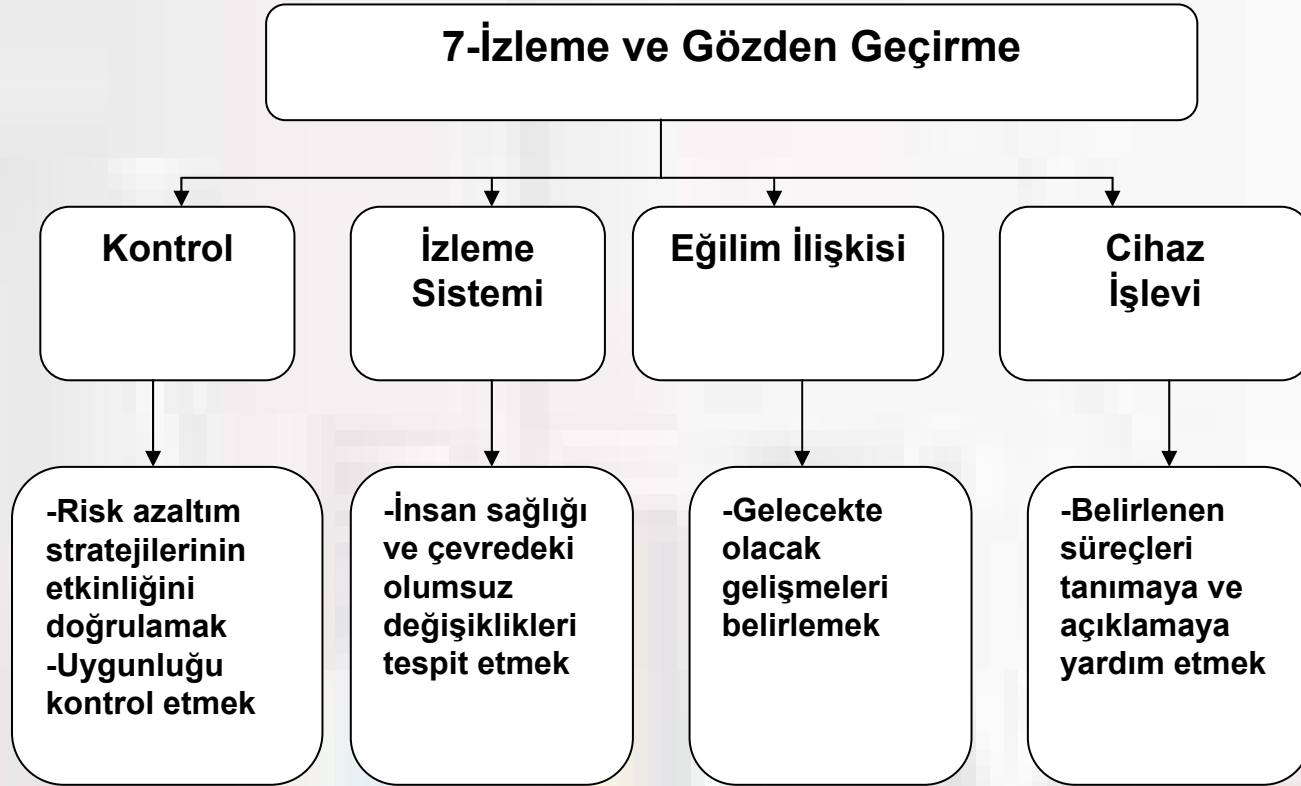 7-İzleme ve Gözden Geçirme
Kontrol
İzleme
Sistemi
Eğilim İlişkisi
Cihaz
İşlevi
-Risk azaltım
stratejilerinin
etkinliğini
doğrulamak
-Uygunluğu
kontrol etmek
-İnsan sağlığı
ve çevredeki
olumsuz
değişiklikleri
tespit etmek
-Gelecekte
olacak
gelişmeleri
belirlemek
-Belirlenen
süreçleri
tanımaya ve
açıklamaya
yardım etmek